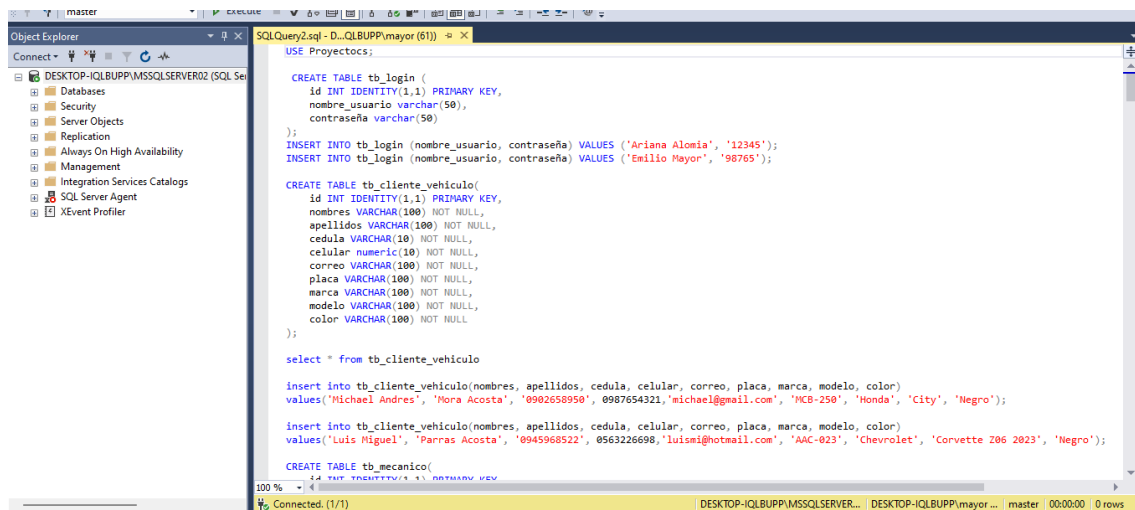 master
Execute
Object Explorer
SQLQuery2.sql - D...QLBUPP\mayor (61))
Connect
DESKTOP-IQLBUPP\MSSQLSERVER02 (SQL Ser
Databases
Security
Server Objects
Replication
Always On High Availability
Management
Integration Services Catalogs
SQL Server Agent
XEvent Profiler
USE Proyectocs;
CREATE TABLE tb_login (
id INT IDENTITY(1,1) PRIMARY KEY,
nombre_usuario varchar(50),
contraseña varchar(50)
);
INSERT INTO tb_login (nombre_usuario, contraseña) VALUES ('Ariana Alomia', '12345');
INSERT INTO tb_login (nombre_usuario, contraseña) VALUES ('Emilio Mayor', '98765');
CREATE TABLE tb_cliente_vehiculo(
id INT IDENTITY(1,1) PRIMARY KEY,
nombres VARCHAR(100) NOT NULL,
apellidos VARCHAR(100) NOT NULL,
cedula VARCHAR(10) NOT NULL,
celular numeric(10) NOT NULL,
correo VARCHAR(100) NOT NULL,
placa VARCHAR(100) NOT NULL,
marca VARCHAR(100) NOT NULL,
modelo VARCHAR(100) NOT NULL,
color VARCHAR(100) NOT NULL
);
select * from tb_cliente_vehiculo
insert into tb_cliente_vehiculo(nombres, apellidos, cedula, celular, correo, placa, marca, modelo, color)
values('Michael Andres', 'Mora Acosta', '0902658950', 0987654321,'michael@gmail.com', 'MCB-250', 'Honda', 'City', 'Negro');
insert into tb_cliente_vehiculo(nombres, apellidos, cedula, celular, correo, placa, marca, modelo, color)
values('Luis Miguel', 'Parras Acosta', '0945968522', 0563226698,'luismi@hotmail.com', 'AAC-023', 'Chevrolet', 'Corvette Z06 2023', 'Negro');
CREATE TABLE tb_mecanico(
id INT IDENTITY(1,1) PRIMARY KEY
100 %
Connected. (1/1)
DESKTOP-IQLBUPP\MSSQLSERVER... DESKTOP-IQLBUPP\mayor ... master 00:00:00 0 rows